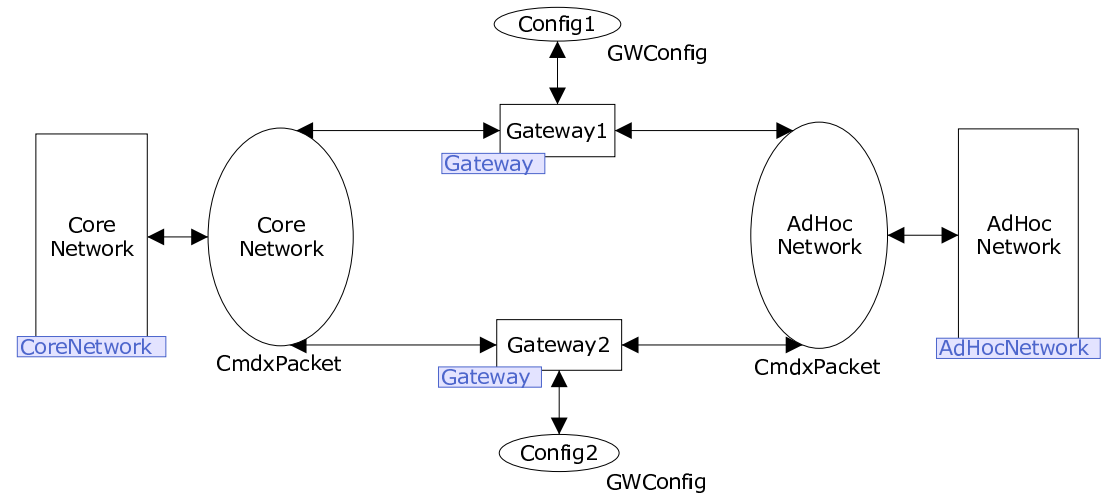 Config1
GWConfig
Gateway1
Gateway
Core
Network
CoreNetwork
Core
Network
CmdxPacket
AdHoc
Network
CmdxPacket
AdHoc
Network
AdHocNetwork
Gateway2
Gateway
Config2
GWConfig